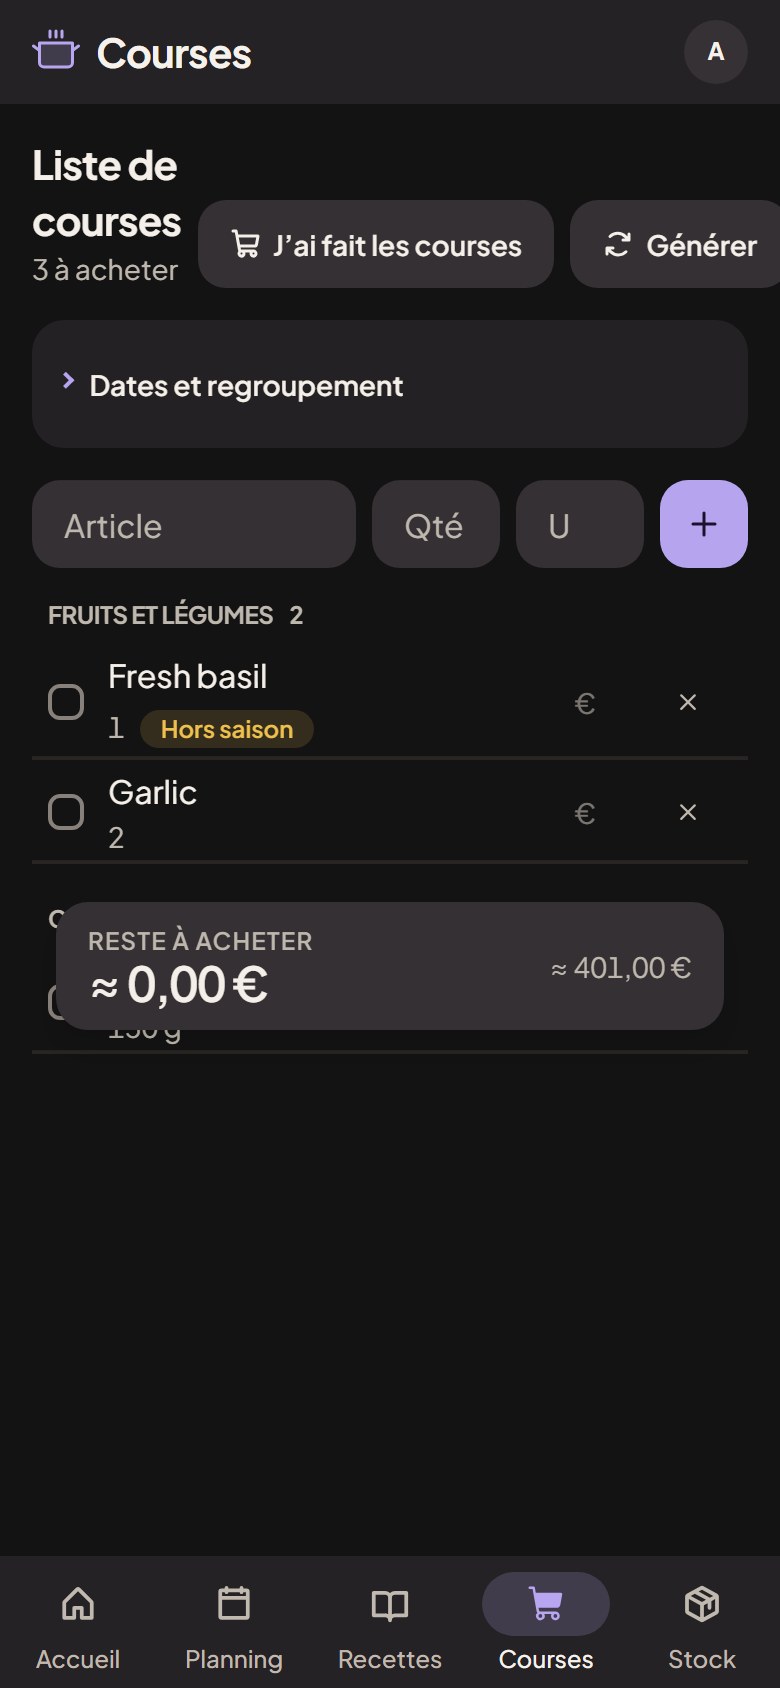 Courses
A
Liste de
courses
3 à acheter
J’ai fait les courses
Générer
Dates et regroupement
Article
Qté
U
+
FRUITS ET LÉGUMES 2
Fresh basil
€
1 Hors saison
Garlic
€
2
RESTE À ACHETER
≈ 0,00 €
≈ 401,00 €
150 g
Accueil
Planning
Recettes
Courses
Stock